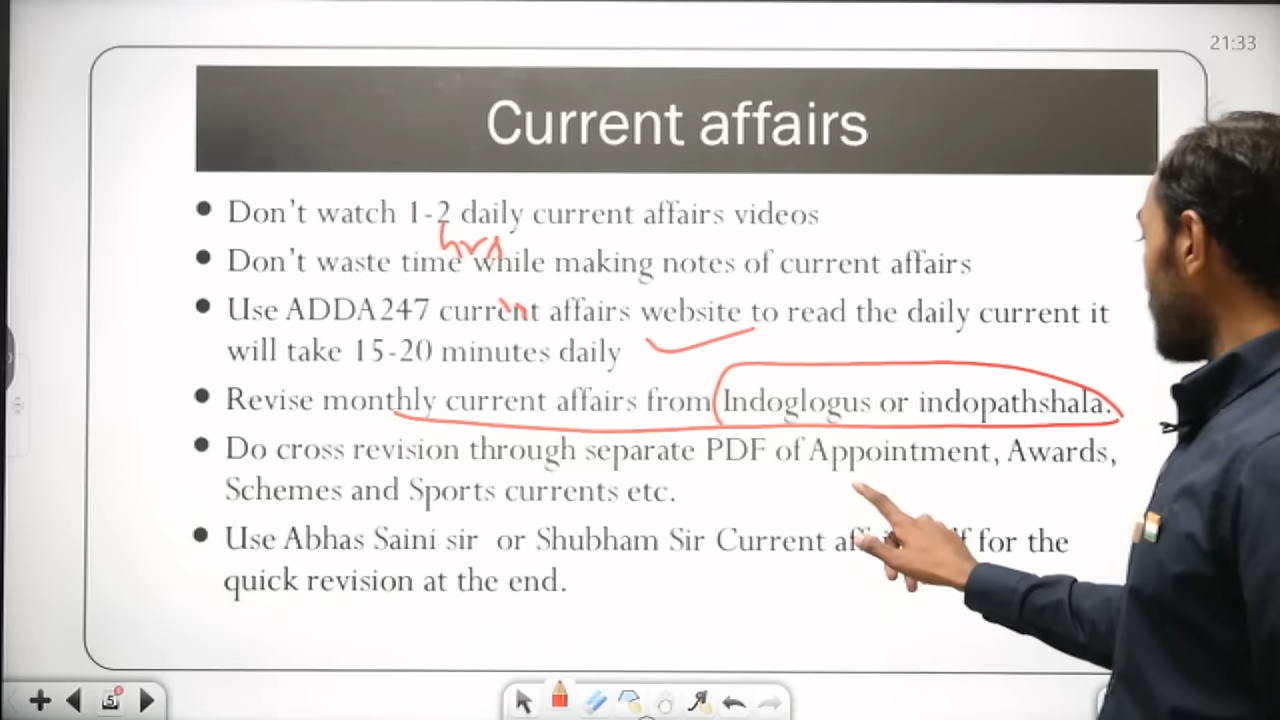 21:33
Current affairs
• Don't watch 1-2 daily current affairs videos
hrs
• Don't waste time while making notes of current affairs
• Use ADDA247 current affairs website to read the daily current it
will take 15-20 minutes daily
• Revise monthly current affairs from Indoglogus or indopathshala.
• Do cross revision through separate PDF of Appointment, Awards,
Schemes and Sports currents etc.
• Use Abhas Saini sir or Shubham Sir Current for the
quick revision at the end.
5